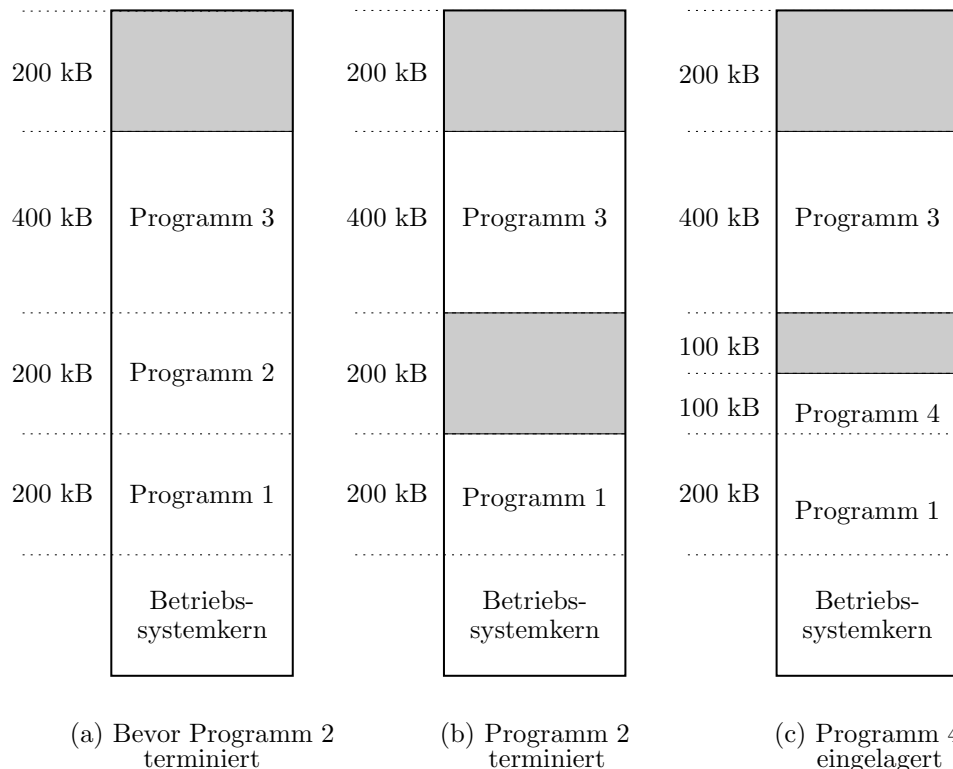 200 kB
400 kB
200 kB
200 kB
Programm 3
Programm 2
Programm 1
Betriebs-
systemkern
(a) Bevor Programm 2
terminiert
200 kB
400 kB
200 kB
200 kB
Programm 3
Programm 1
Betriebs-
systemkern
(b) Programm 2
terminiert
200 kB
400 kB
100 kB
100 kB
200 kB
Programm 3
Programm 4
Programm 1
Betriebs-
systemkern
(c) Programm 4
eingelagert